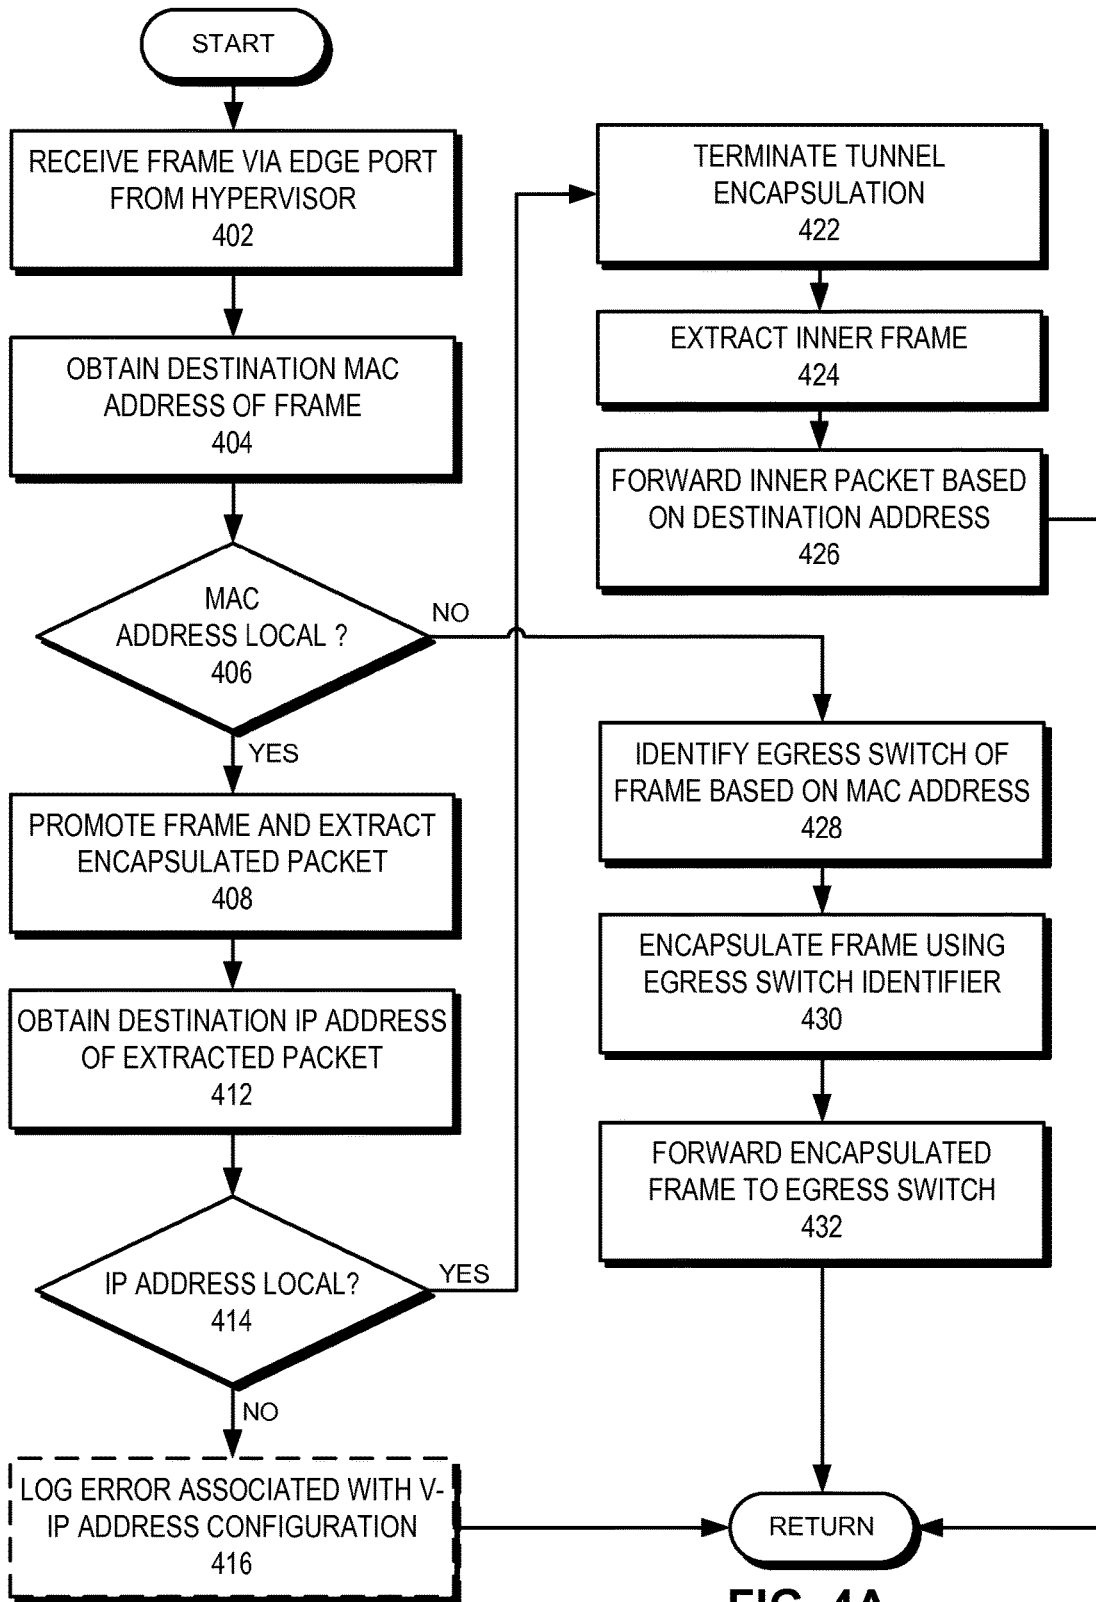 START
RECEIVE FRAME VIA EDGE PORT
FROM HYPERVISOR
402
OBTAIN DESTINATION MAC
ADDRESS OF FRAME
404
MAC
ADDRESS LOCAL ?
406
NO
YES
PROMOTE FRAME AND EXTRACT
ENCAPSULATED PACKET
408
OBTAIN DESTINATION IP ADDRESS
OF EXTRACTED PACKET
412
IP ADDRESS LOCAL?
414
YES
NO
LOG ERROR ASSOCIATED WITH V-
IP ADDRESS CONFIGURATION
416
TERMINATE TUNNEL
ENCAPSULATION
422
EXTRACT INNER FRAME
424
FORWARD INNER PACKET BASED
ON DESTINATION ADDRESS
426
IDENTIFY EGRESS SWITCH OF
FRAME BASED ON MAC ADDRESS
428
ENCAPSULATE FRAME USING
EGRESS SWITCH IDENTIFIER
430
FORWARD ENCAPSULATED
FRAME TO EGRESS SWITCH
432
RETURN
FIG. 4A